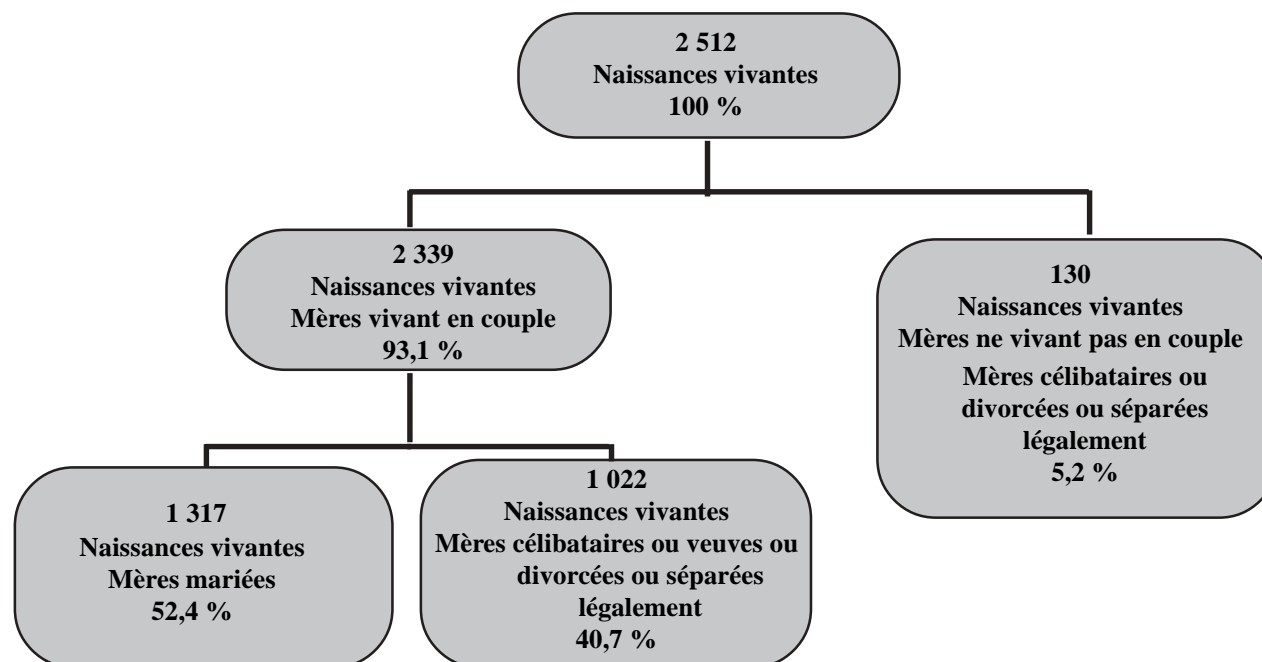 2 512
Naissances vivantes
100 %
2 339
Naissances vivantes
Mères vivant en couple
93,1 %
130
Naissances vivantes
Mères ne vivant pas en couple
Mères célibataires ou
divorcées ou séparées
légalement
5,2 %
1 317
Naissances vivantes
Mères mariées
52,4 %
1 022
Naissances vivantes
Mères célibataires ou veuves ou
divorcées ou séparées
légalement
40,7 %